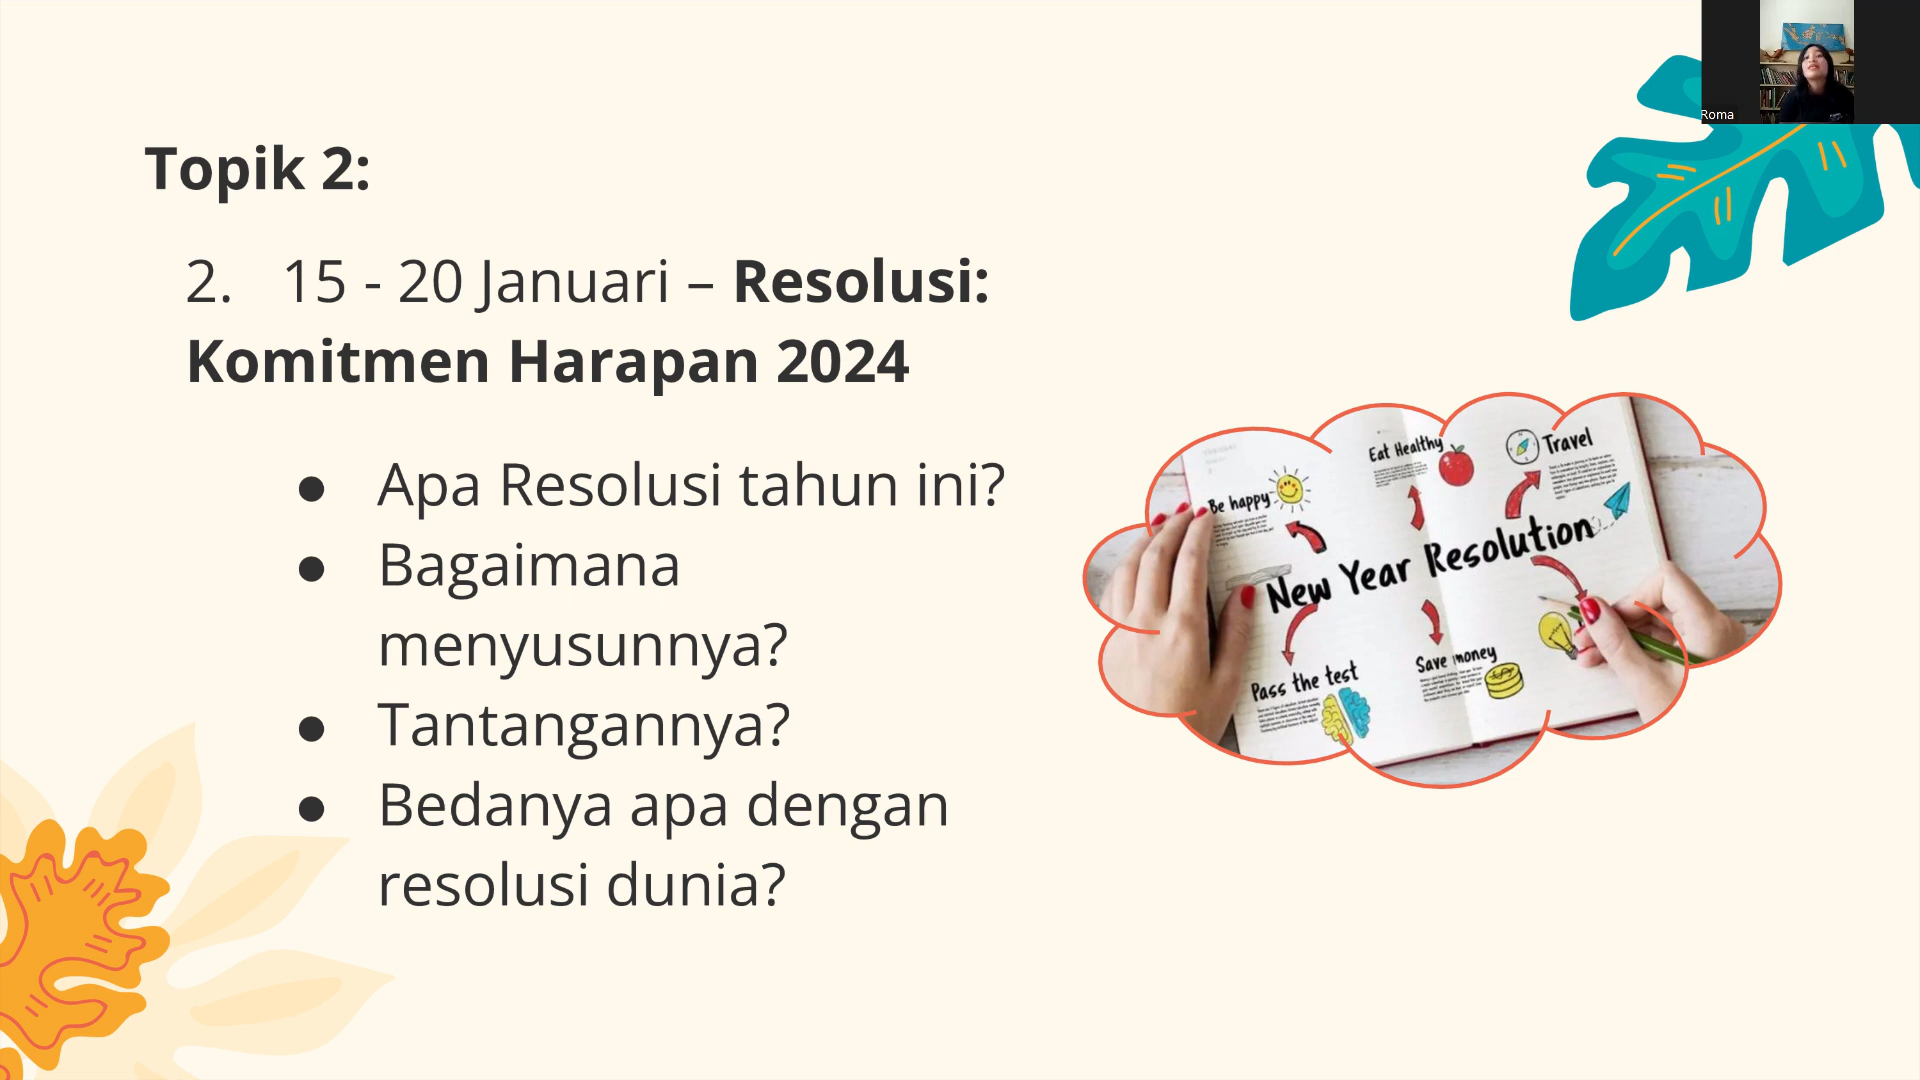 Roma
Topik 2:
2. 15 - 20 Januari – Resolusi:
Komitmen Harapan 2024
● Apa Resolusi tahun ini?
● Bagaimana
menyusunnya?
● Tantangannya?
● Bedanya apa dengan
resolusi dunia?
Be happy
Eat Healthy
Travel
New Year Resolution
Pass the test
Save money